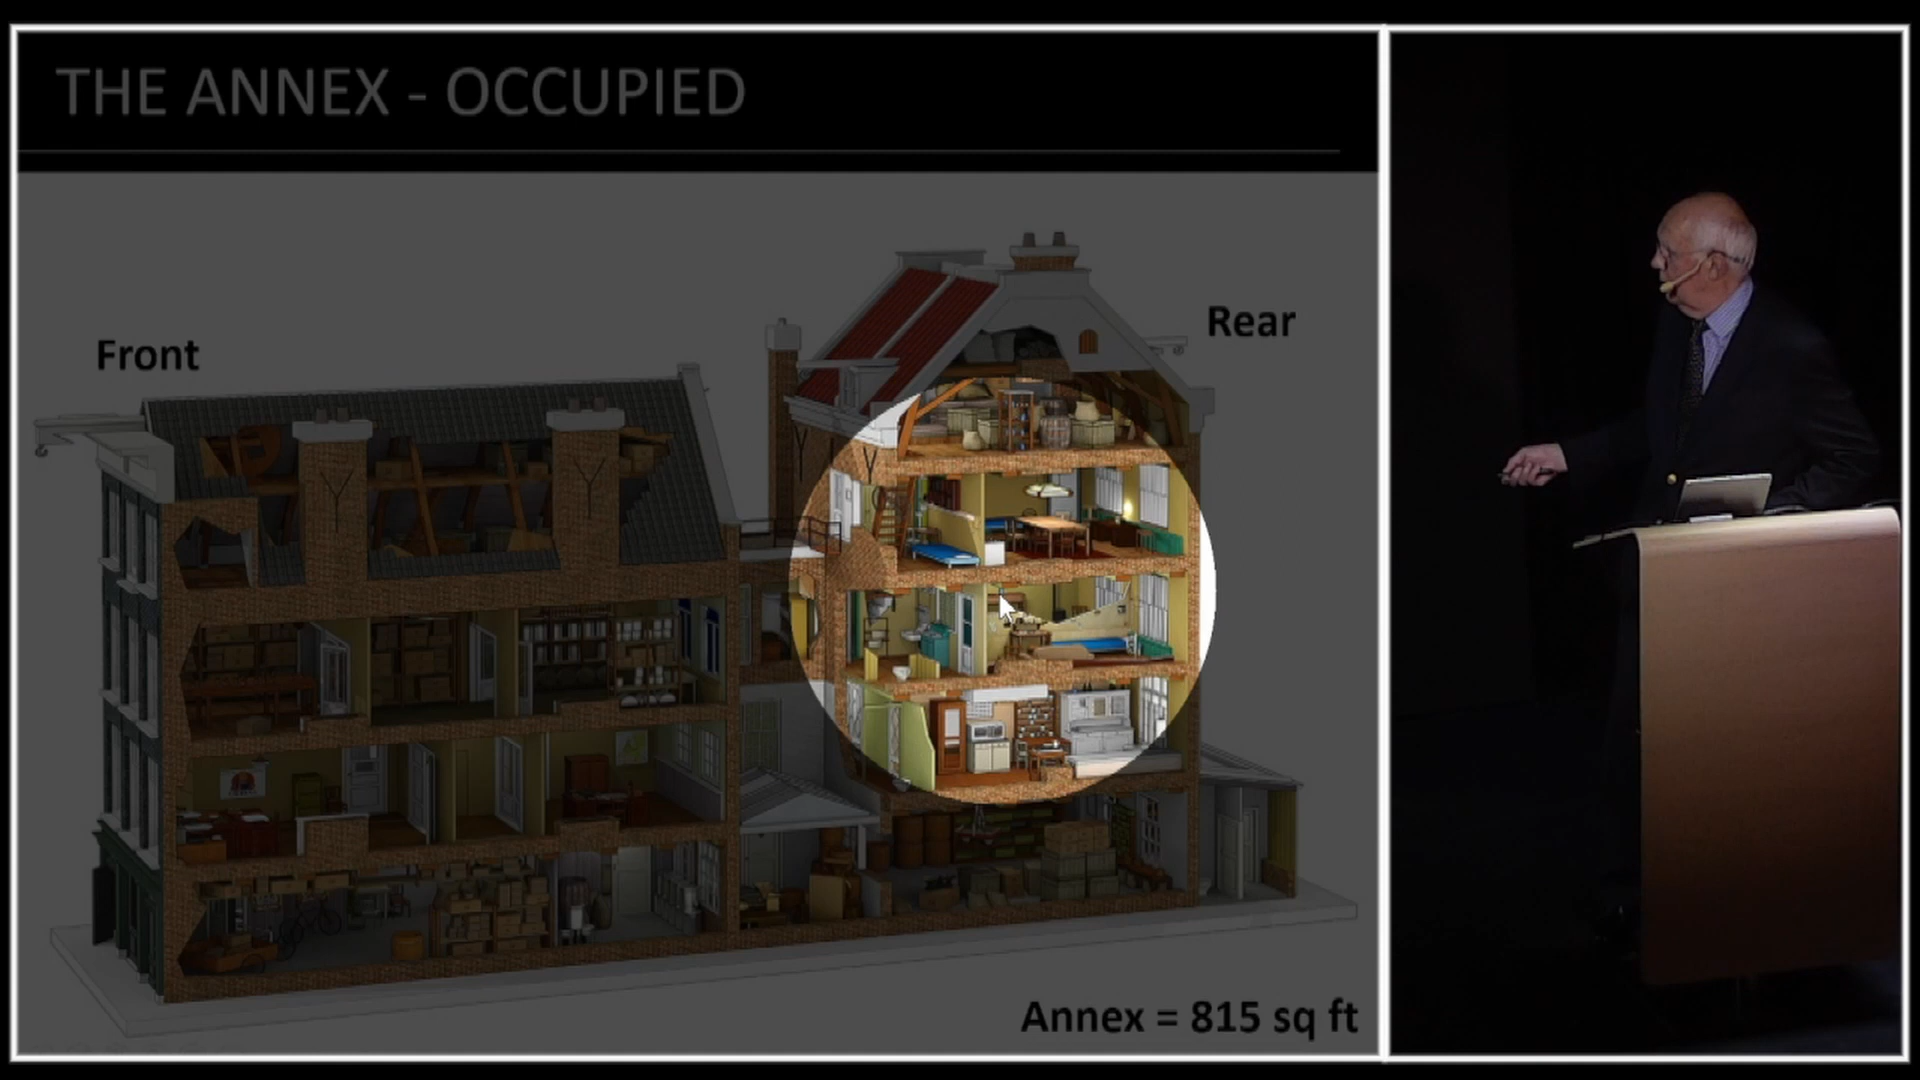 THE ANNEX - OCCUPIED
Front
Rear
Annex = 815 sq ft